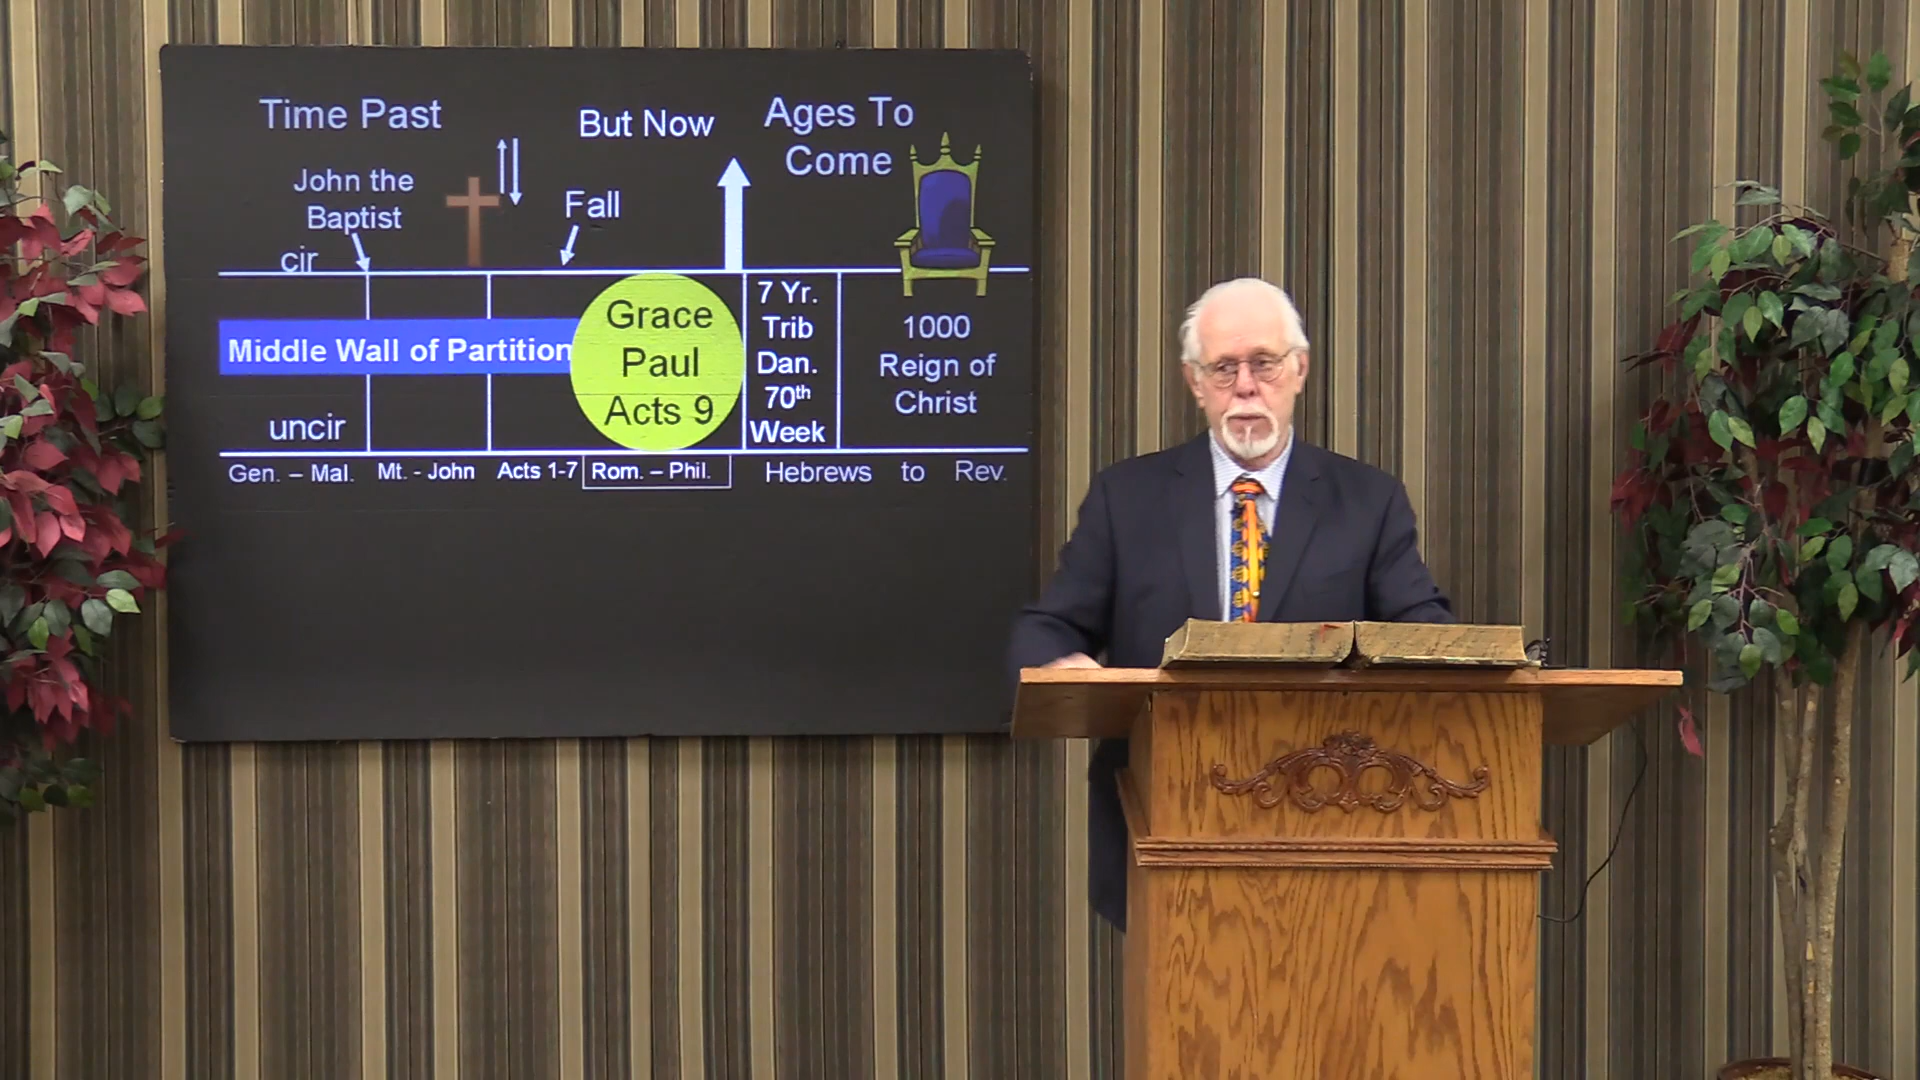 Time Past
But Now
Ages To
Come
John the
Baptist
Fall
cir
Middle Wall of Partition
Grace
Paul
Acts 9
7 Yr.
Trib
Dan.
70th
Week
1000
Reign of
Christ
uncir
Gen. – Mal.
Mt. - John
Acts 1-7
Rom. – Phil.
Hebrews to Rev.